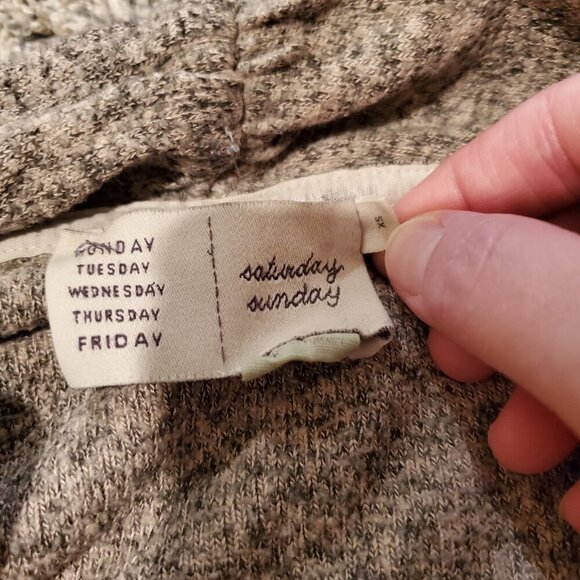 MONDAY
TUESDAY
WEDNESDAY
THURSDAY
FRIDAY
saturday
sunday
XS